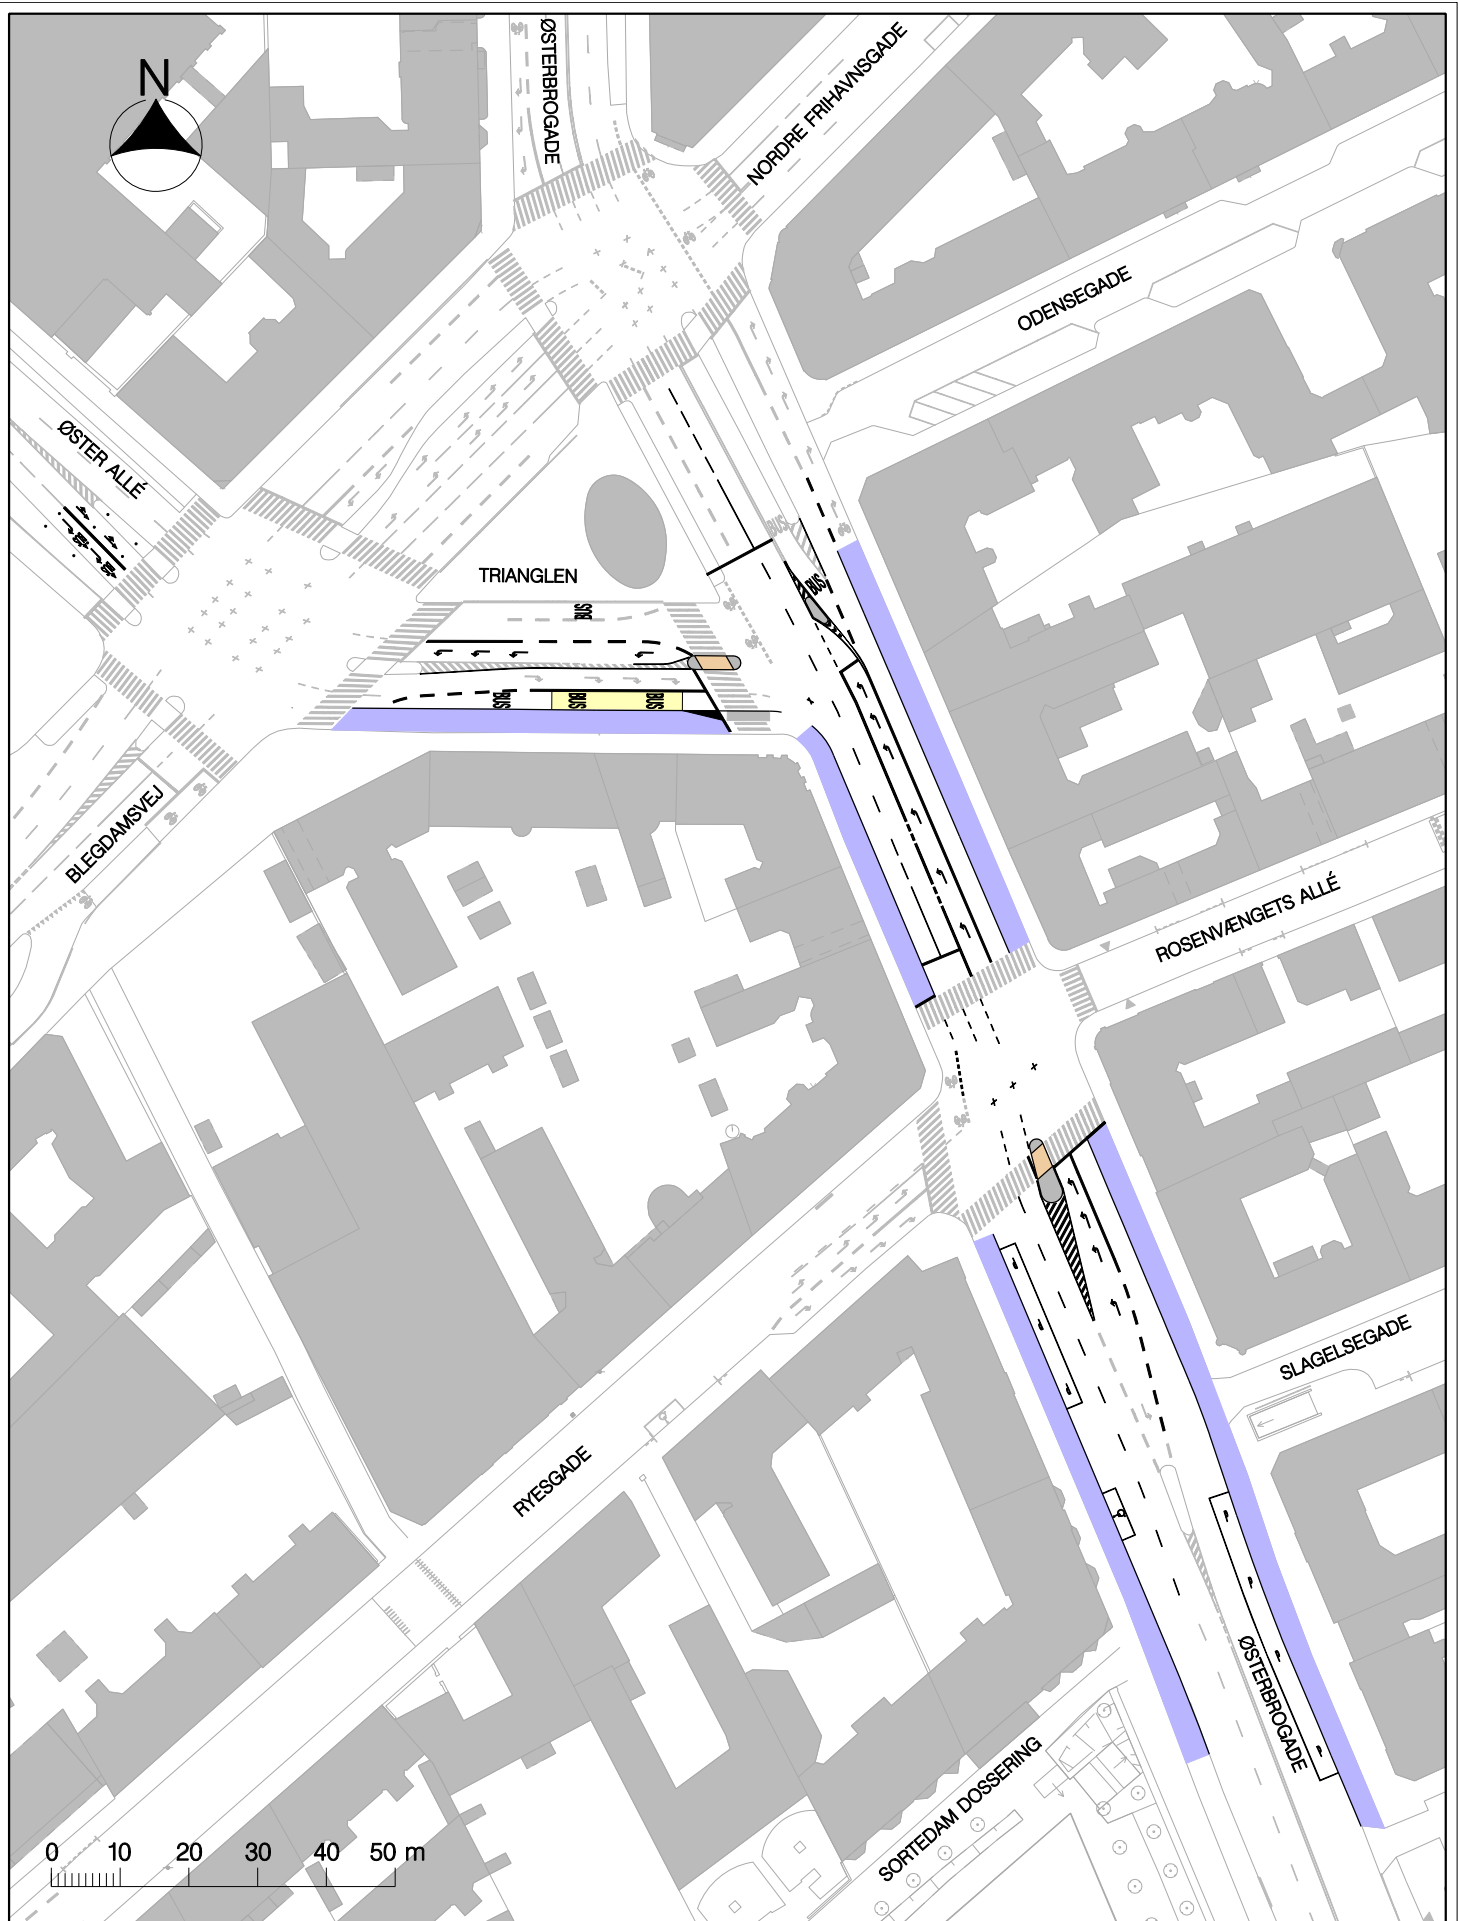 N
ØSTERBROGADE
NORDRE FRIHAVNSGADE
ODENSEGADE
ØSTER ALLÉ
BUS
BUS
TRIANGLEN
BUS
BUS
BUS
BUS
BLEGDAMSVEJ
ROSENVÆNGETS ALLÉ
SLAGELSEGADE
RYESGADE
ØSTERBROGADE
SORTEDAM DOSSERING
0 10 20 30 40 50 m